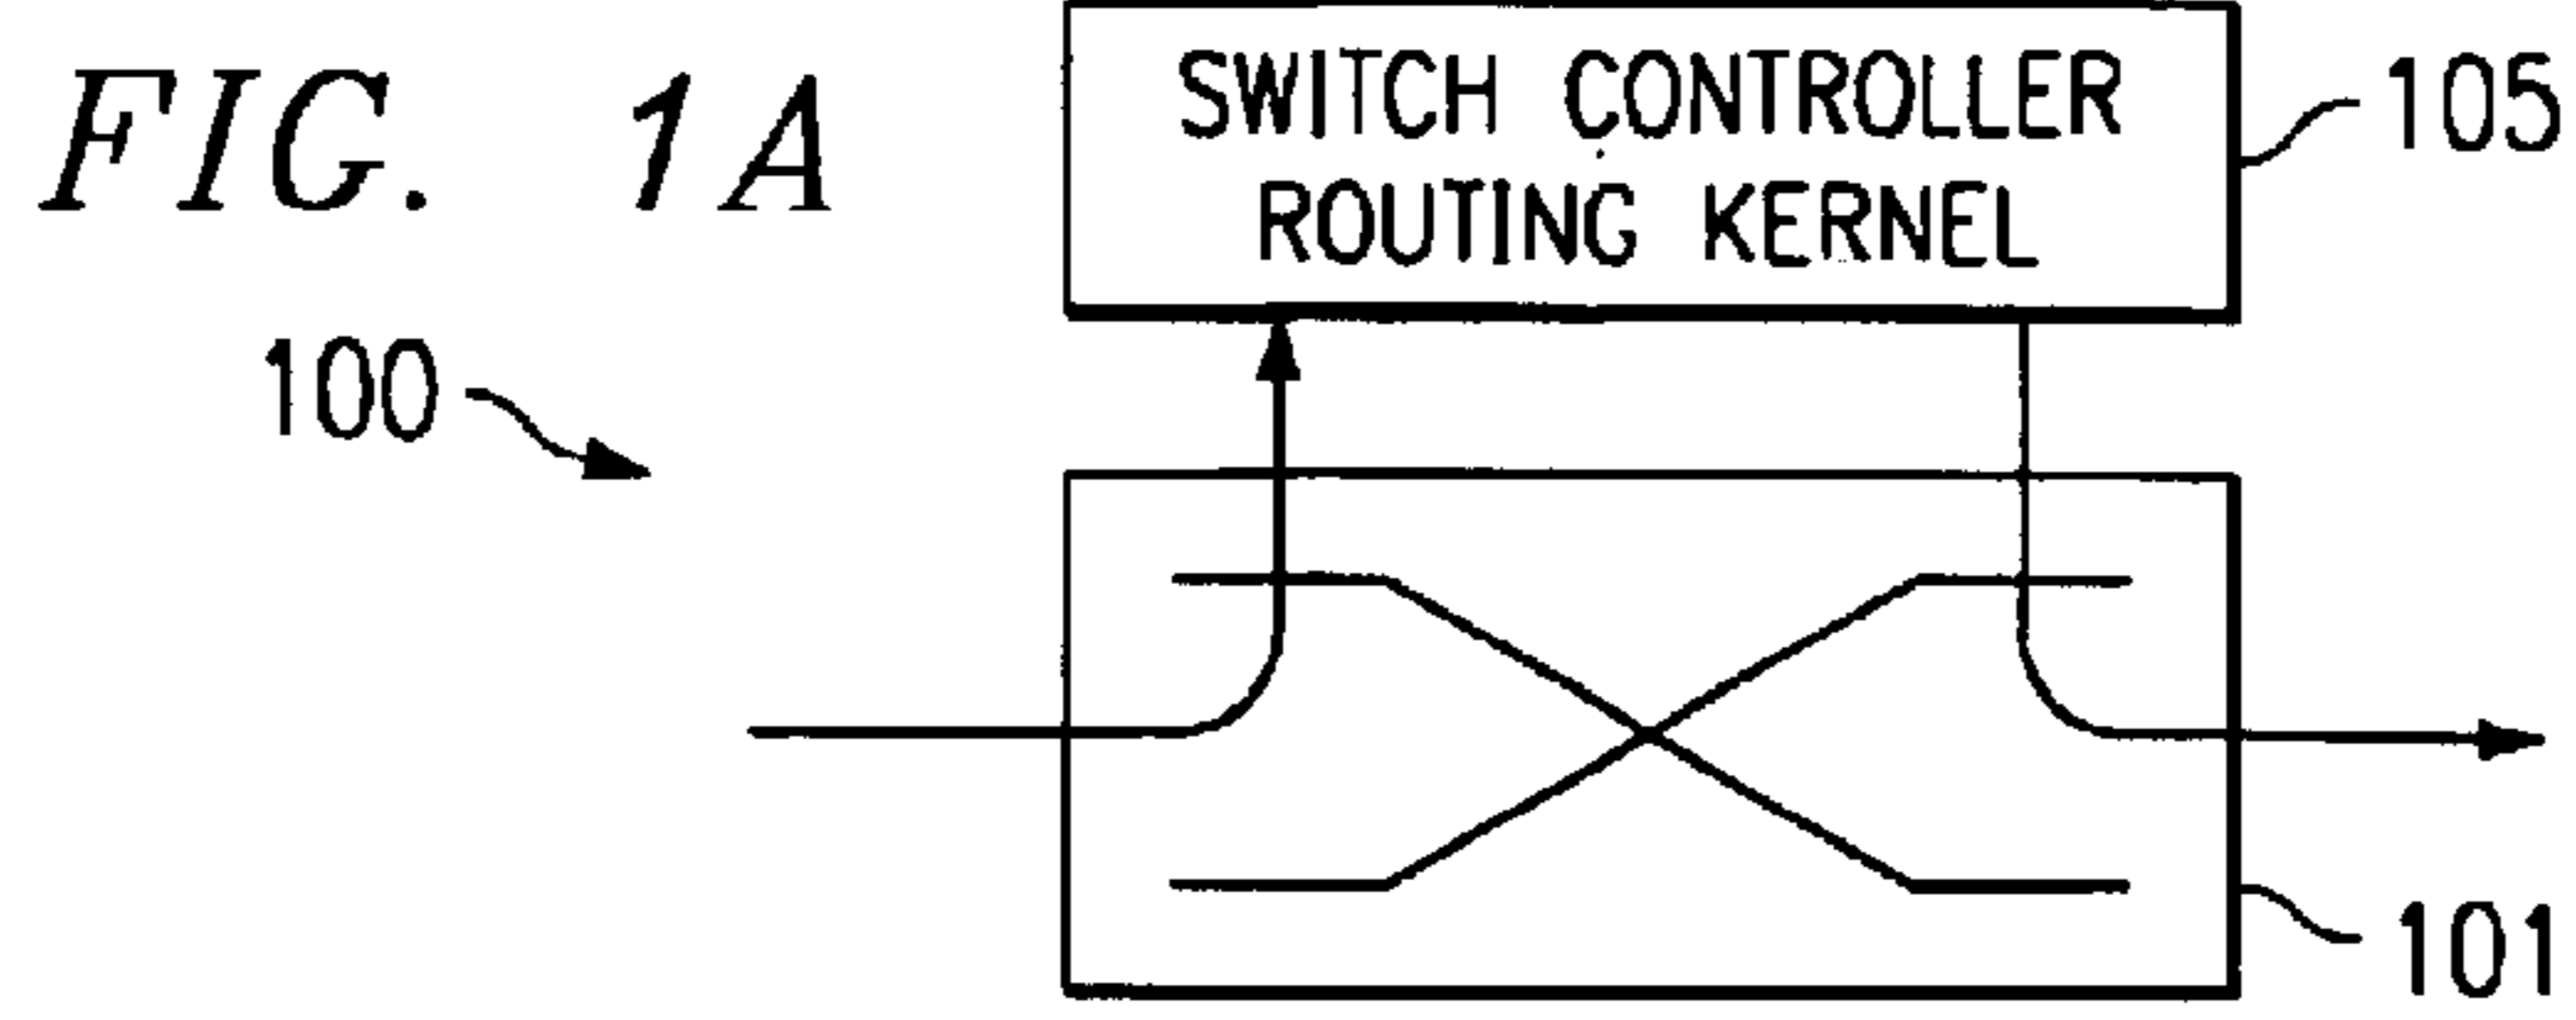 FIG. 1A
SWITCH CONTROLLER
ROUTING KERNEL
105
100
101